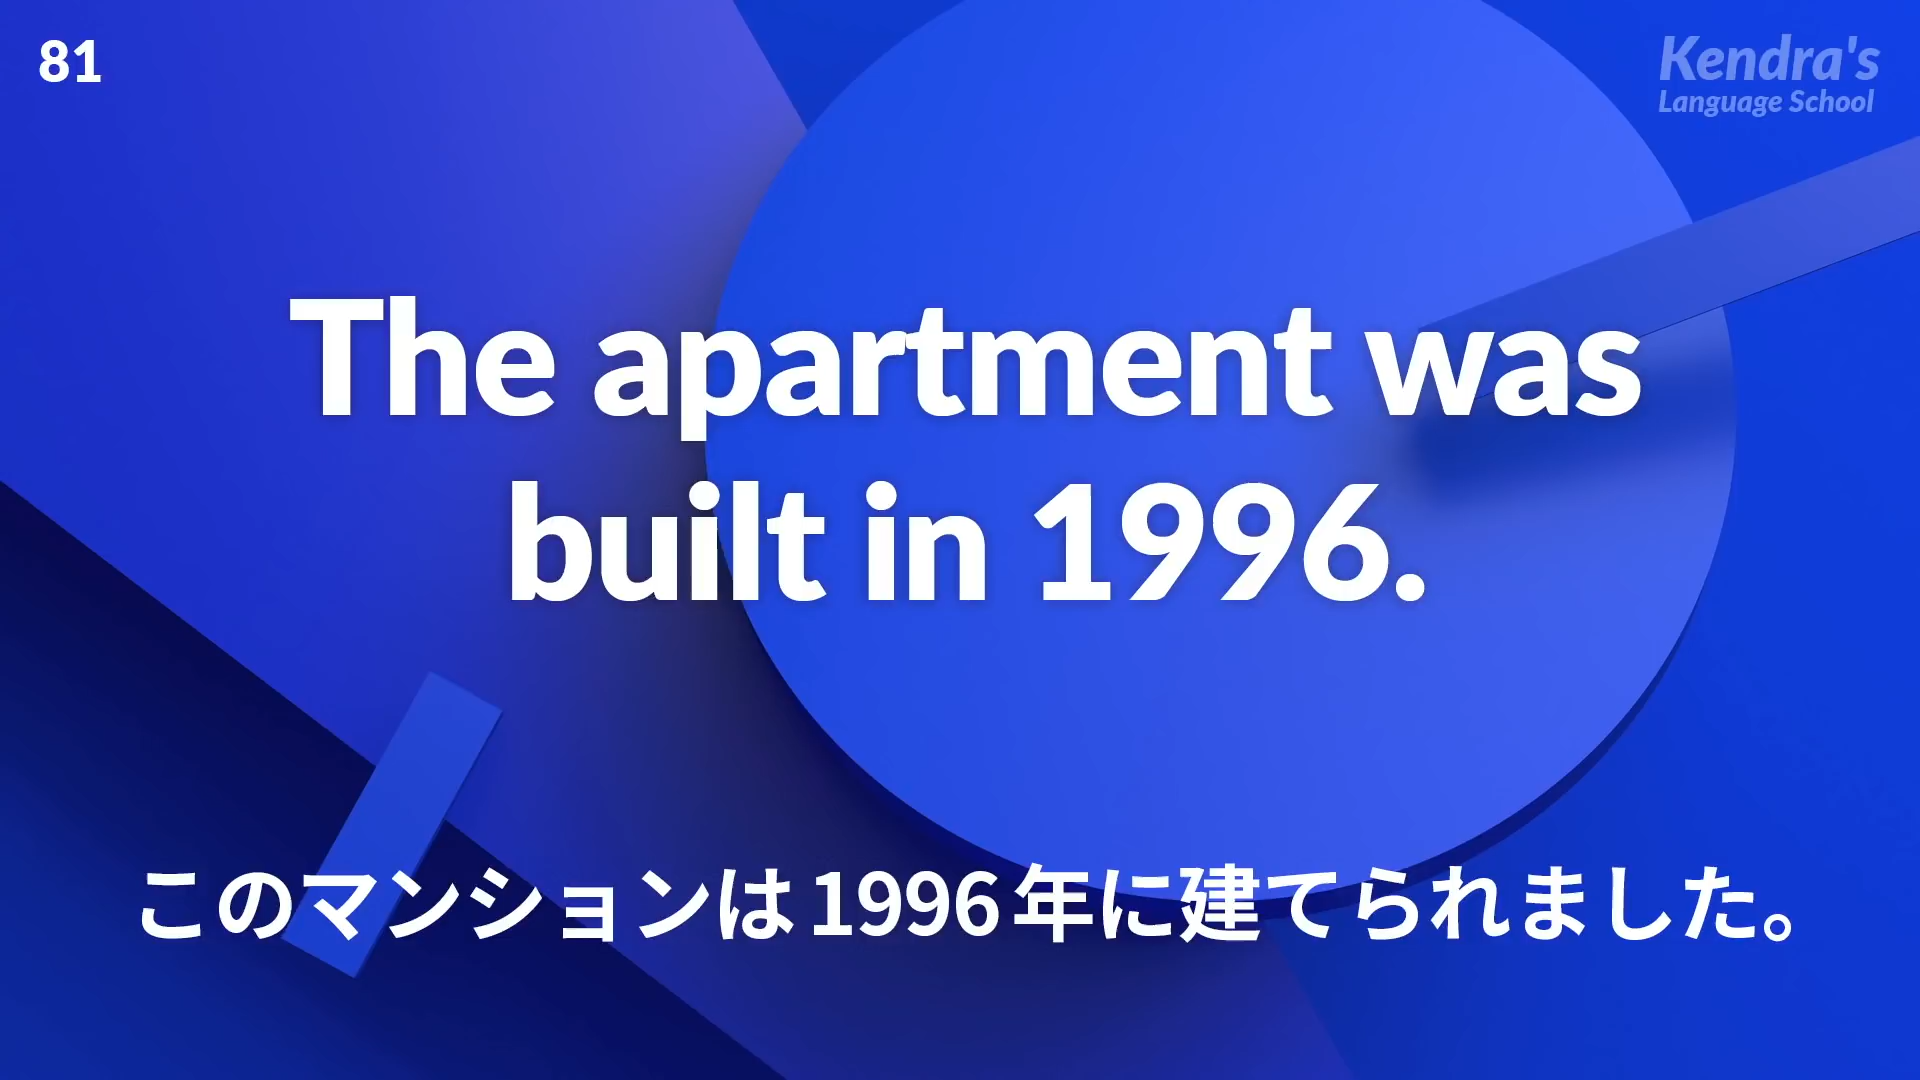 81
Kendra's
Language School
The apartment was
built in 1996.
このマンションは1996年に建てられました。